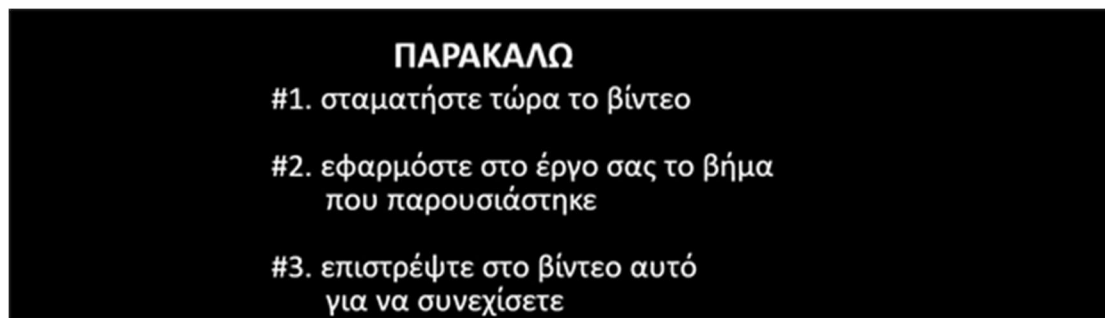 ΠΑΡΑΚΑΛΩ
#1. σταματήστε τώρα το βίντεο
#2. εφαρμόστε στο έργο σας το βήμα
που παρουσιάστηκε
#3. επιστρέψτε στο βίντεο αυτό
για να συνεχίσετε